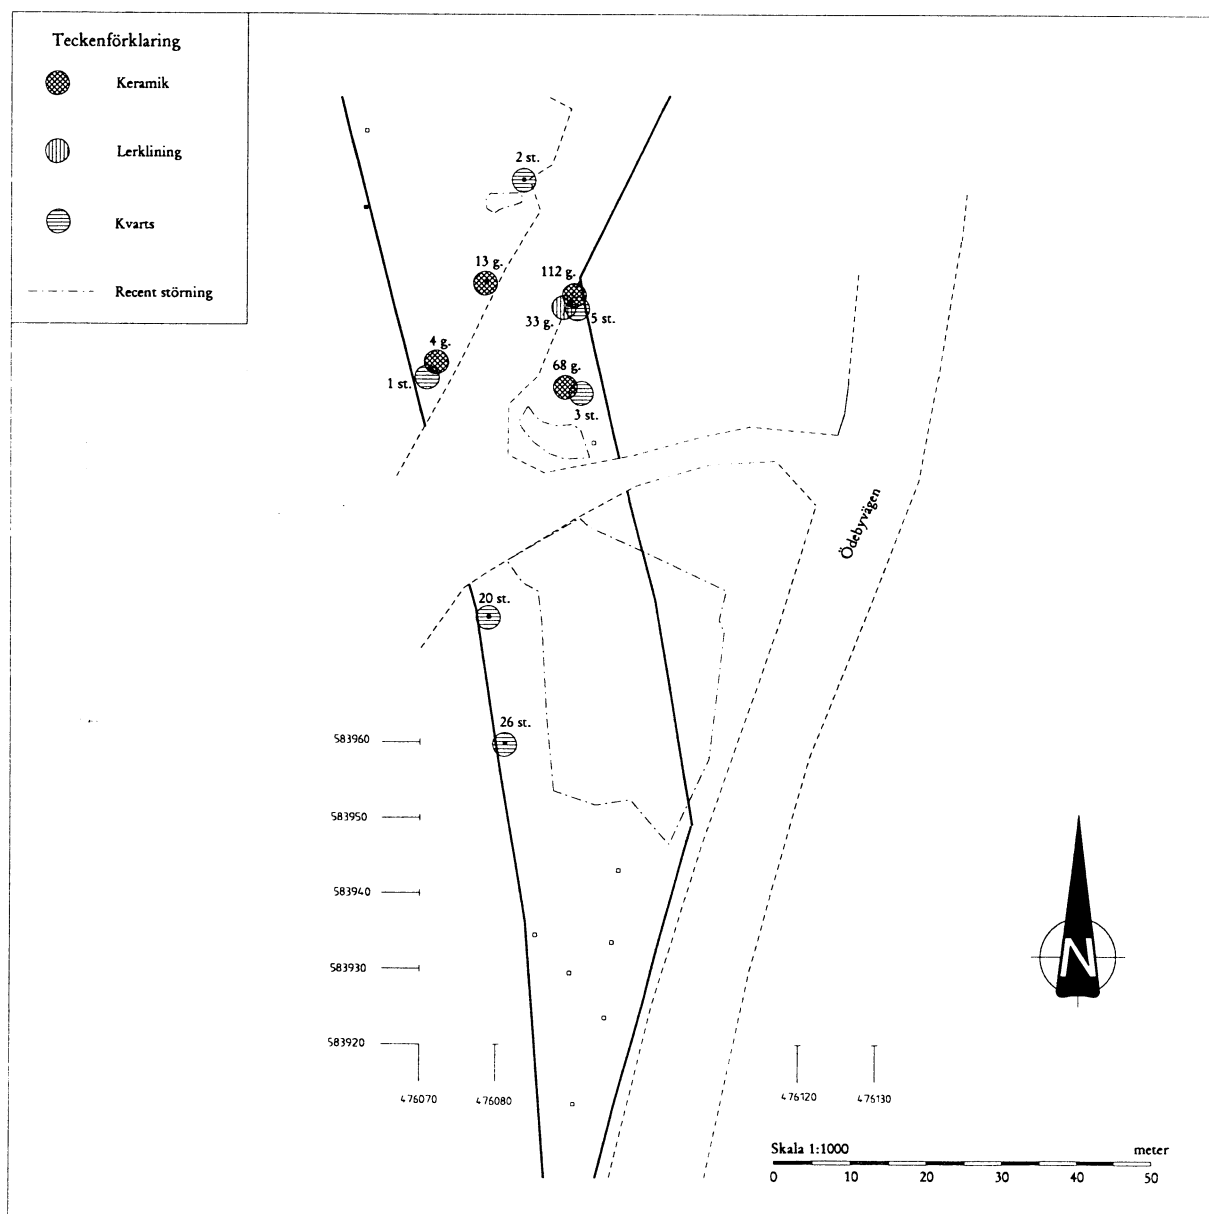 Teckenförklaring
Keramik
Lerklining
Kvarts
Recent störning
2 st.
13 g.
112 g.
33 g.
5 st.
4 g.
1 st.
68 g.
3 st.
Ödebyvägen
20 st.
26 st.
583960
583950
583940
583930
583920
476070
476080
476120
476130
N
Skala 1:1000
meter
0 10 20 30 40 50